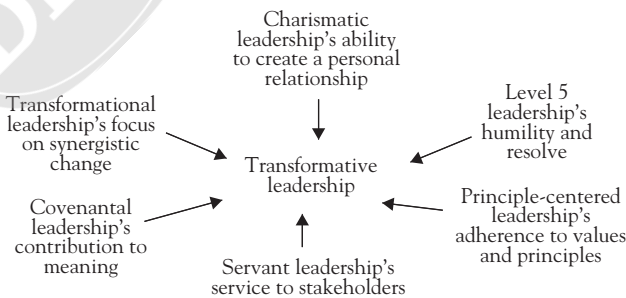 Charismatic
leadership's ability
to create a personal
relationship
Transformational
leadership's focus
on synergistic
change
Level 5
leadership's
humility and
resolve
Transformative
leadership
Covenantal
leadership's
contribution to
meaning
Principle-centered
leadership's
adherence to values
and principles
Servant leadership's
service to stakeholders